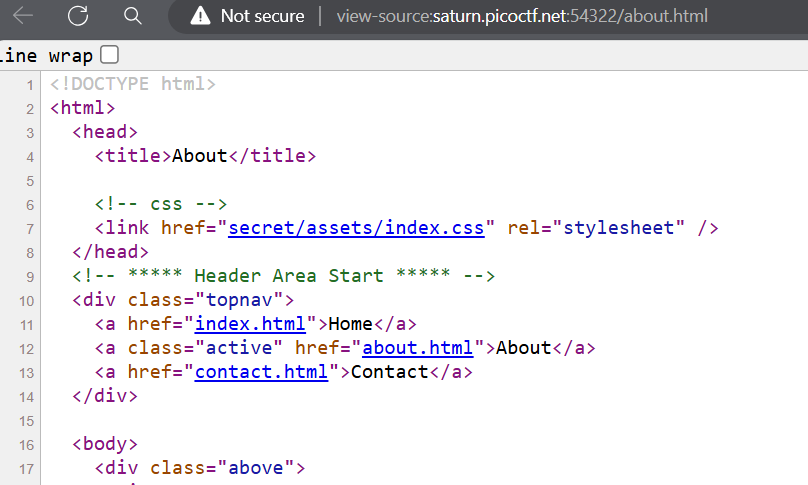 Not secure | view-source:saturn.picoctf.net:54322/about.html
ine wrap
1 <!DOCTYPE html>
2 <html>
3   <head>
4     <title>About</title>
5
6     <!-- css -->
7     <link href="secret/assets/index.css" rel="stylesheet" />
8   </head>
9   <!-- ***** Header Area Start ***** -->
10   <div class="topnav">
11     <a href="index.html">Home</a>
12     <a class="active" href="about.html">About</a>
13     <a href="contact.html">Contact</a>
14   </div>
15
16   <body>
17     <div class="above">